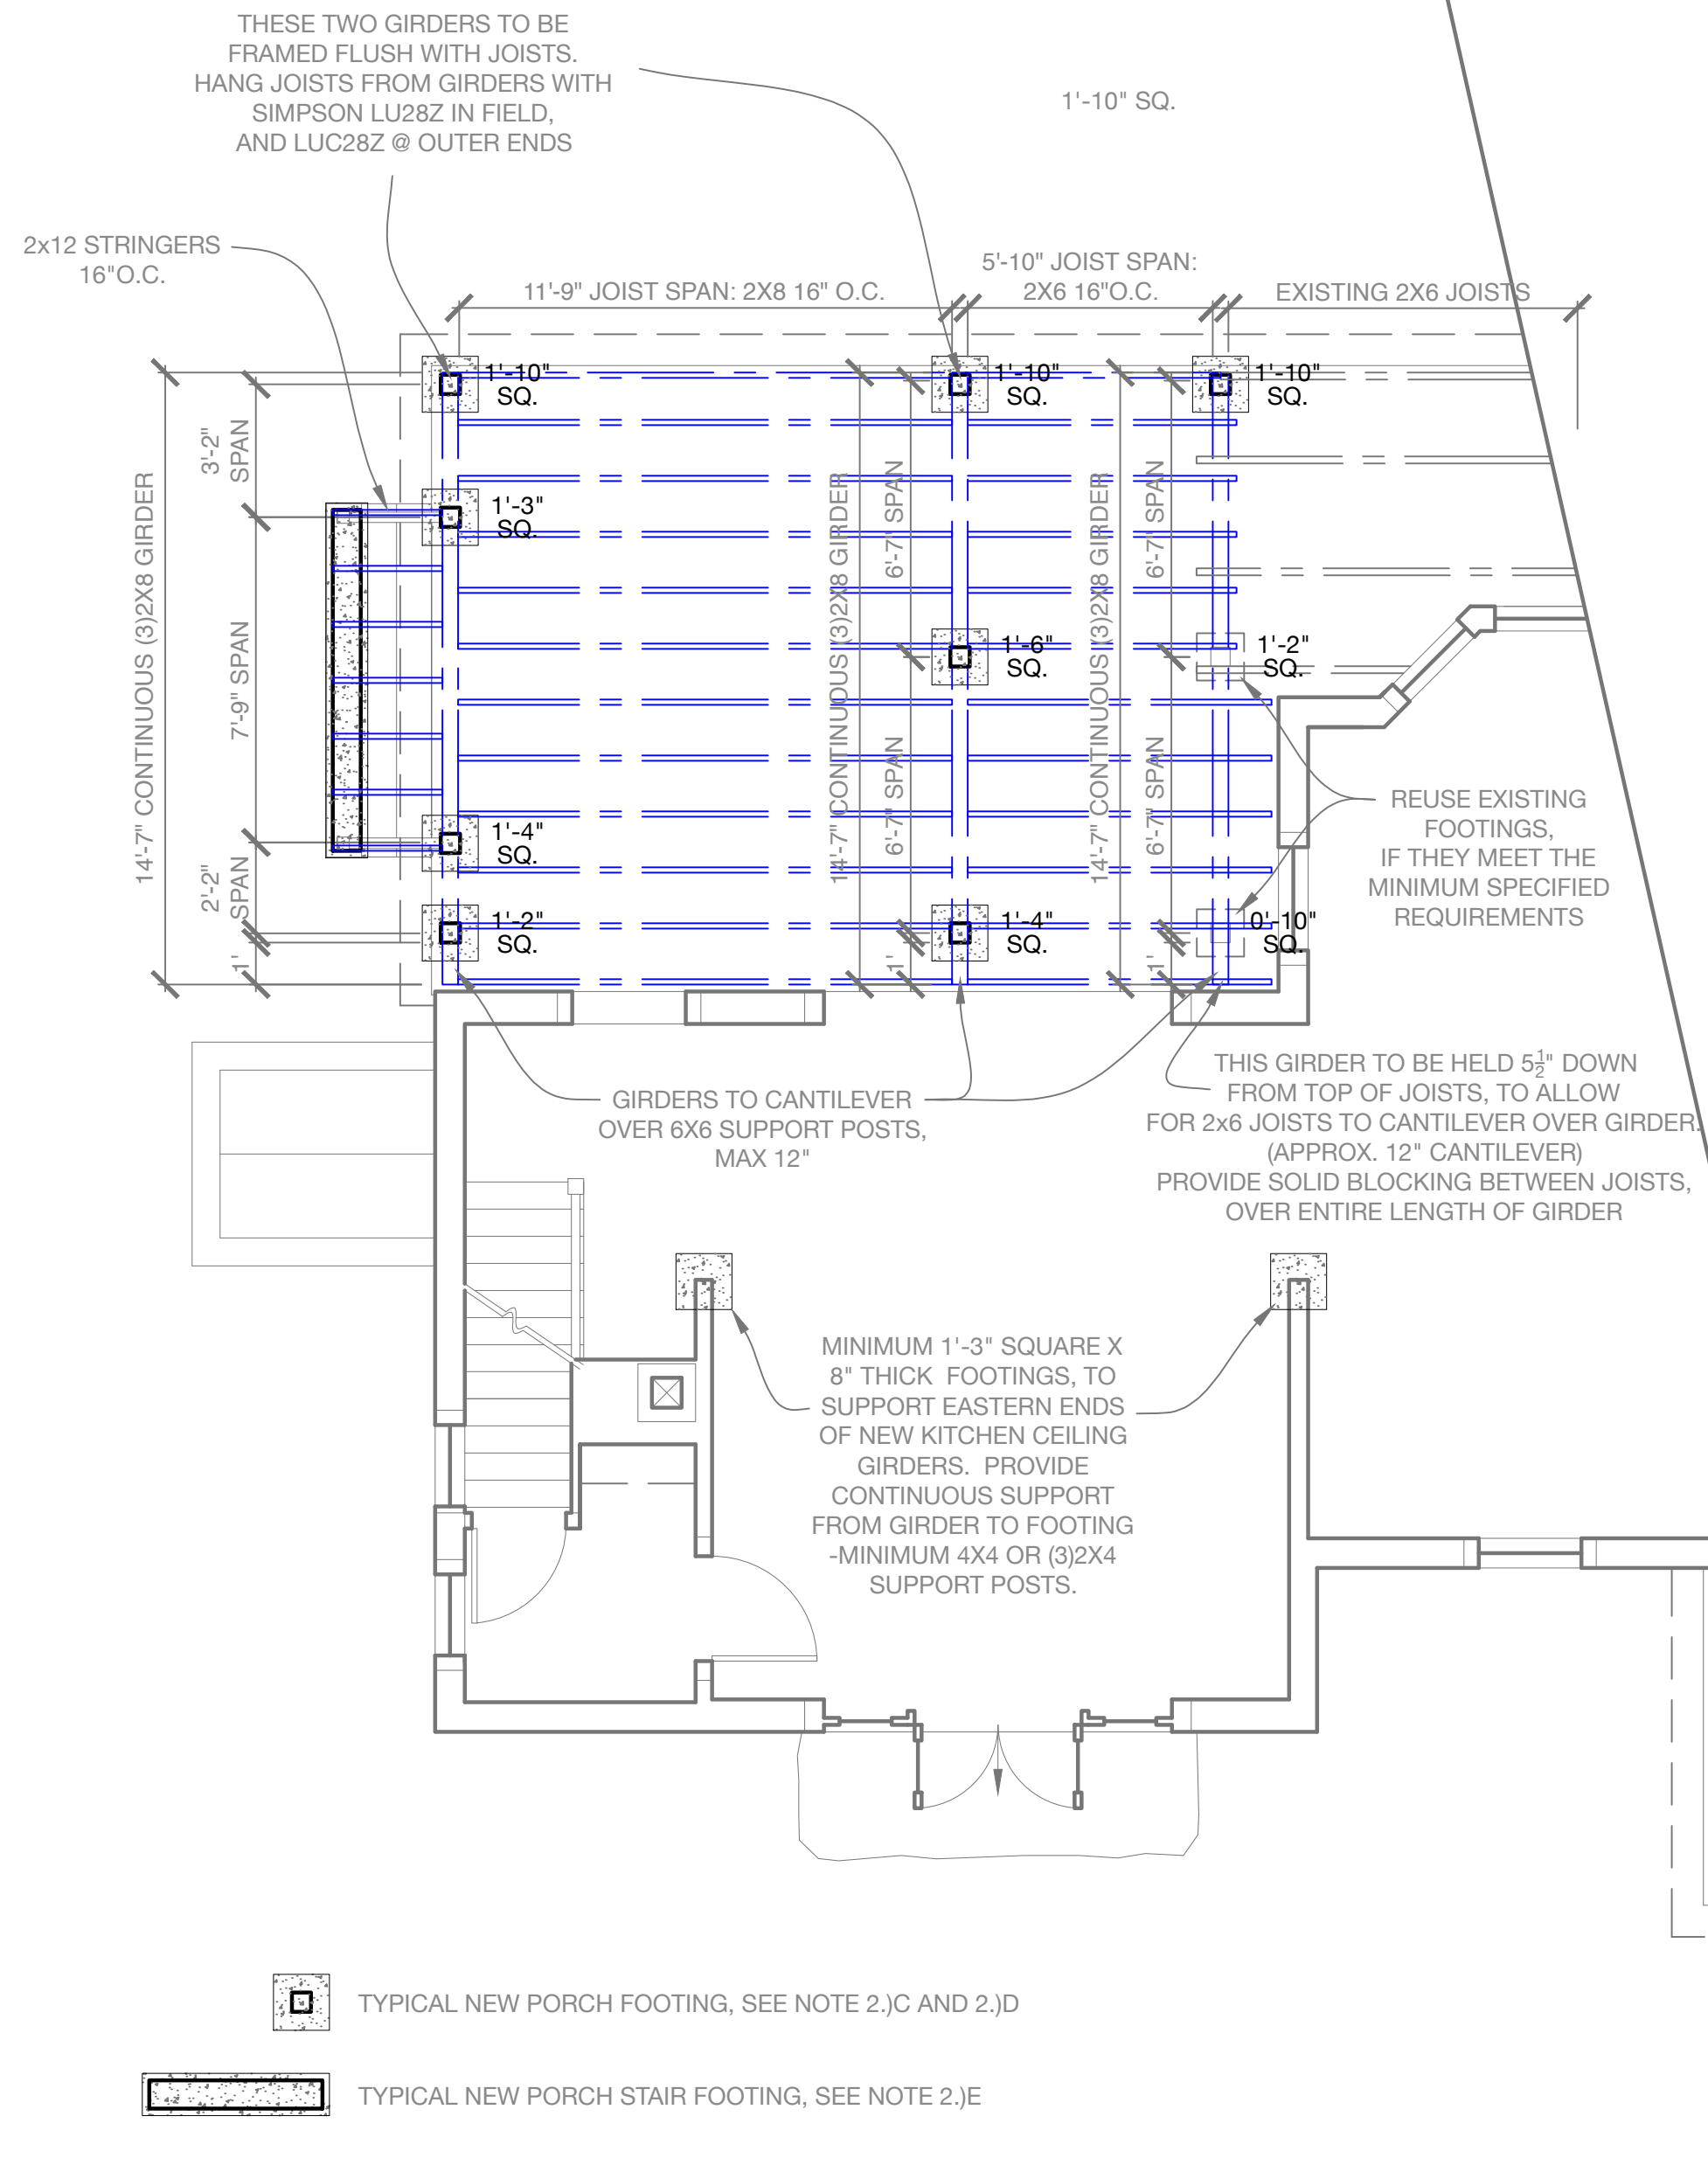 THESE TWO GIRDERS TO BE
FRAMED FLUSH WITH JOISTS.
HANG JOISTS FROM GIRDERS WITH
SIMPSON LU28Z IN FIELD,
AND LUC28Z @ OUTER ENDS
1'-10" SQ.
2x12 STRINGERS
16"O.C.
11'-9" JOIST SPAN: 2X8 16" O.C.
5'-10" JOIST SPAN:
2X6 16"O.C.
EXISTING 2X6 JOISTS
1'-10"
SQ.
1'-10"
SQ.
1'-10"
SQ.
14'-7" CONTINUOUS (3)2X8 GIRDER
3'-2"
SPAN
7'-9" SPAN
2'-2"
SPAN
1'
1'-3"
SQ.
1'-4"
SQ.
1'-2"
SQ.
14'-7" CONTINUOUS (3)2X8 GIRDER
6'-7" SPAN
6'-7" SPAN
1'
1'-6"
SQ.
1'-4"
SQ.
14'-7" CONTINUOUS (3)2X8 GIRDER
6'-7" SPAN
6'-7" SPAN
1'
1'-2"
SQ.
0'-10"
SQ.
REUSE EXISTING
FOOTINGS,
IF THEY MEET THE
MINIMUM SPECIFIED
REQUIREMENTS
GIRDERS TO CANTILEVER
OVER 6X6 SUPPORT POSTS,
MAX 12"
THIS GIRDER TO BE HELD 5½" DOWN
FROM TOP OF JOISTS, TO ALLOW
FOR 2x6 JOISTS TO CANTILEVER OVER GIRDER.
(APPROX. 12" CANTILEVER)
PROVIDE SOLID BLOCKING BETWEEN JOISTS,
OVER ENTIRE LENGTH OF GIRDER
MINIMUM 1'-3" SQUARE X
8" THICK FOOTINGS, TO
SUPPORT EASTERN ENDS
OF NEW KITCHEN CEILING
GIRDERS. PROVIDE
CONTINUOUS SUPPORT
FROM GIRDER TO FOOTING
-MINIMUM 4X4 OR (3)2X4
SUPPORT POSTS.
TYPICAL NEW PORCH FOOTING, SEE NOTE 2.)C AND 2.)D
TYPICAL NEW PORCH STAIR FOOTING, SEE NOTE 2.)E